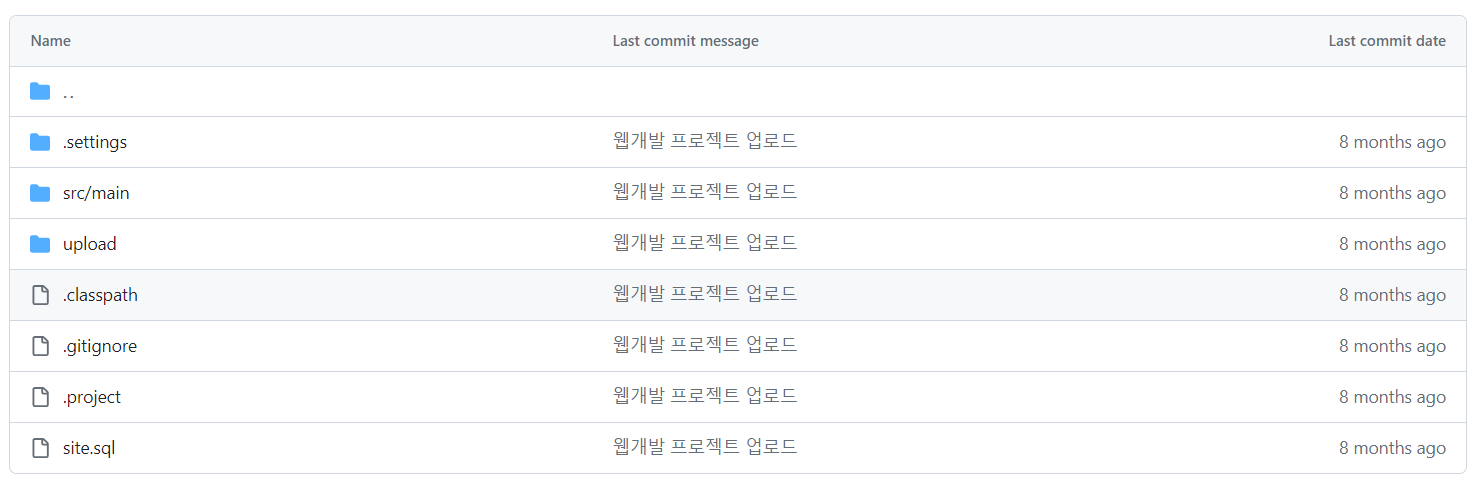 Name Last commit message Last commit date
..
.settings 웹개발 프로젝트 업로드 8 months ago
src/main 웹개발 프로젝트 업로드 8 months ago
upload 웹개발 프로젝트 업로드 8 months ago
.classpath 웹개발 프로젝트 업로드 8 months ago
.gitignore 웹개발 프로젝트 업로드 8 months ago
.project 웹개발 프로젝트 업로드 8 months ago
site.sql 웹개발 프로젝트 업로드 8 months ago